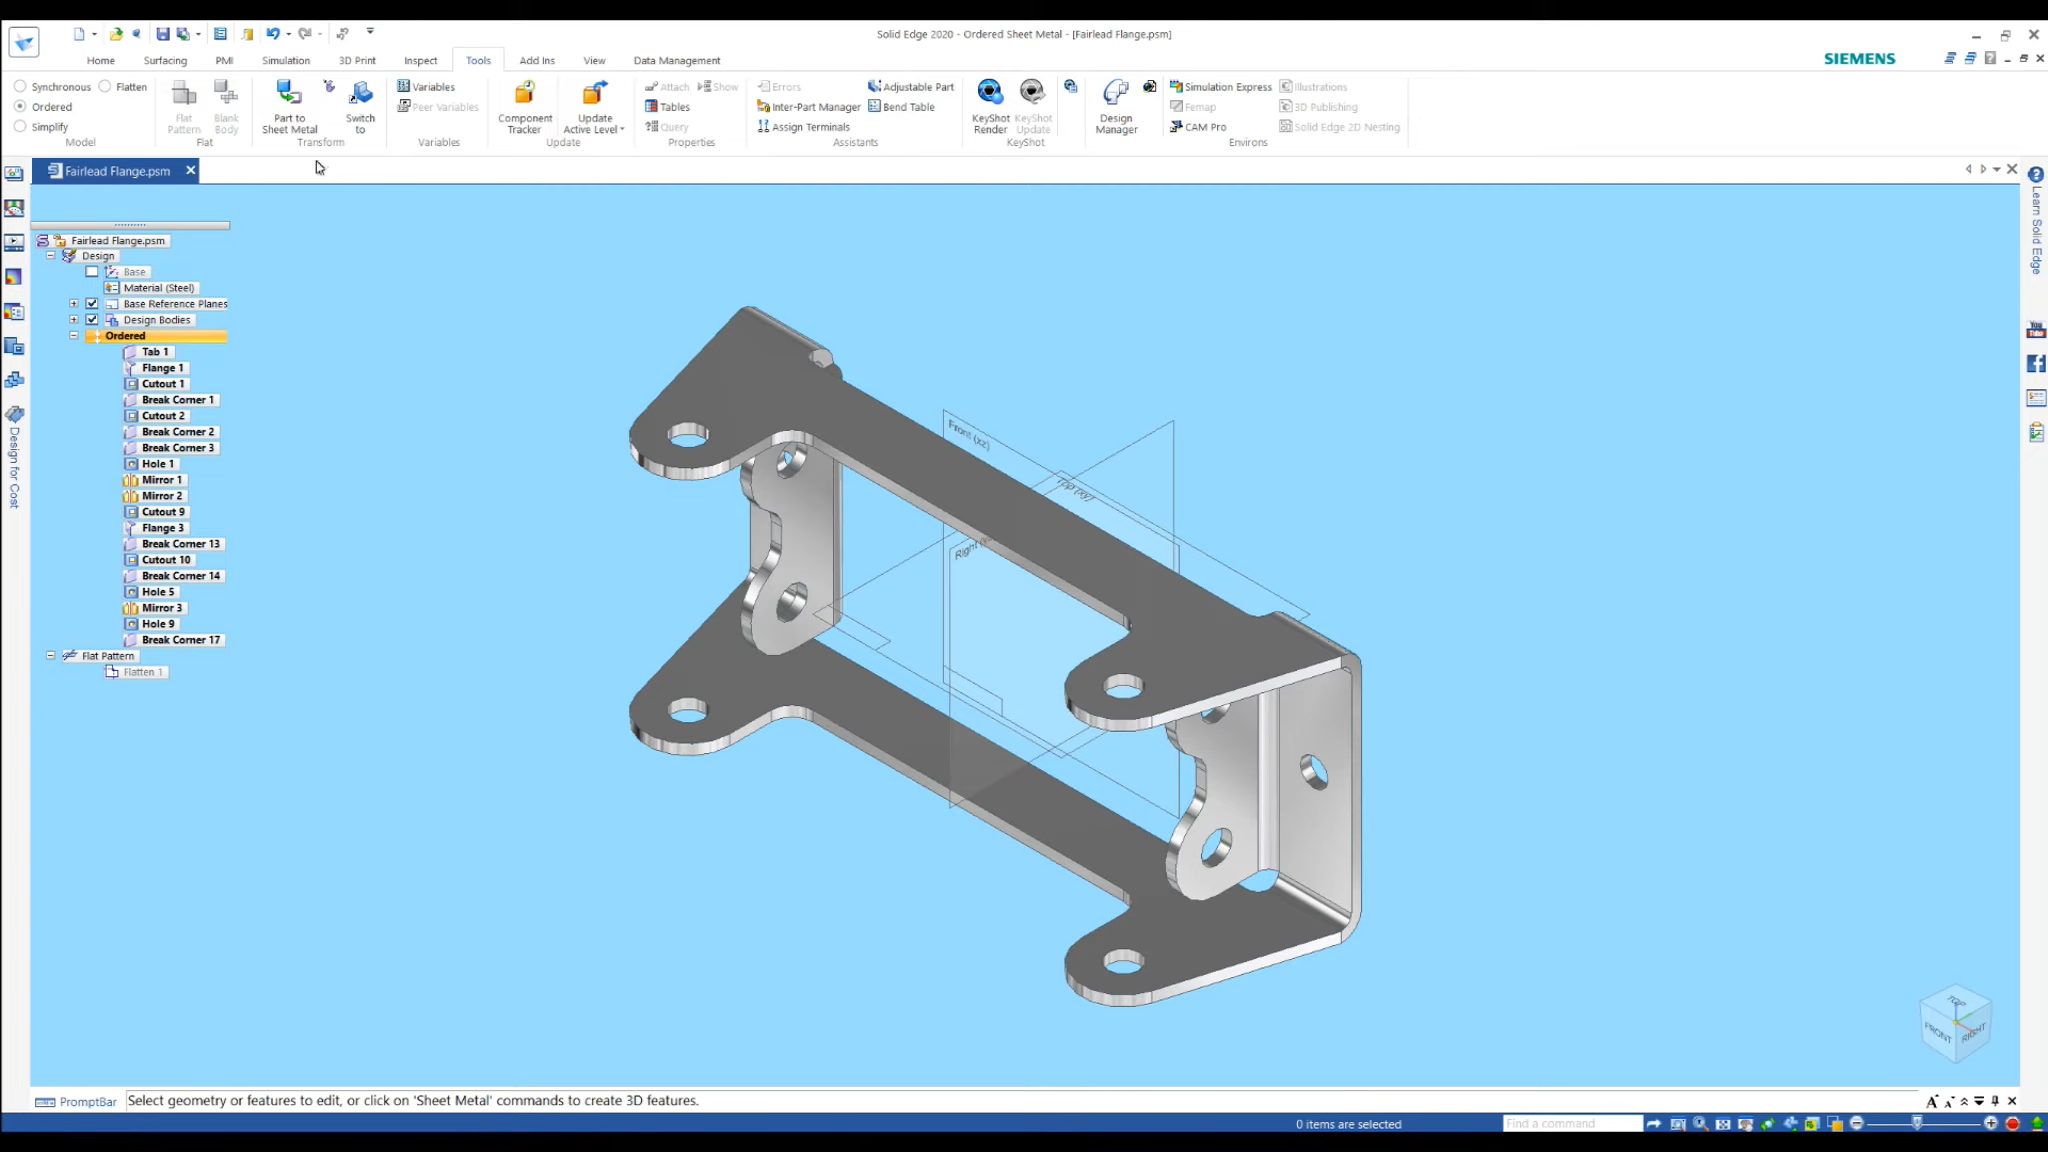 Solid Edge 2020 - Ordered Sheet Metal - [Fairlead Flange.psm]
Home Surfacing PMI Simulation 3D Print Inspect Tools Add Ins View Data Management
SIEMENS
Synchronous Flatten
Ordered
Simplify
Model
Flat Pattern
Blank Body
Flat
Part to Sheet Metal
Switch to
Transform
Variables
Peer Variables
Variables
Component Tracker
Update Active Level
Update
Attach Show
Tables
Query
Properties
Errors
Inter-Part Manager
Assign Terminals
Adjustable Part
Bend Table
Assistants
KeyShot Render
KeyShot Update
KeyShot
Design Manager
Simulation Express
Femap
CAM Pro
Illustrations
3D Publishing
Solid Edge 2D Nesting
Environs
Fairlead Flange.psm
Fairlead Flange.psm
Design
Base
Material (Steel)
Base Reference Planes
Design Bodies
Ordered
Tab 1
Flange 1
Cutout 1
Break Corner 1
Cutout 2
Break Corner 2
Break Corner 3
Hole 1
Mirror 1
Mirror 2
Cutout 9
Flange 3
Break Corner 13
Cutout 10
Break Corner 14
Hole 5
Mirror 3
Hole 9
Break Corner 17
Flat Pattern
Flatten 1
Design for Cost
Front (xz)
Top (xy)
Right
Learn Solid Edge
You
Tube
TOP
FRONT
RIGHT
PromptBar
Select geometry or features to edit, or click on 'Sheet Metal' commands to create 3D features.
0 items are selected
Find a command